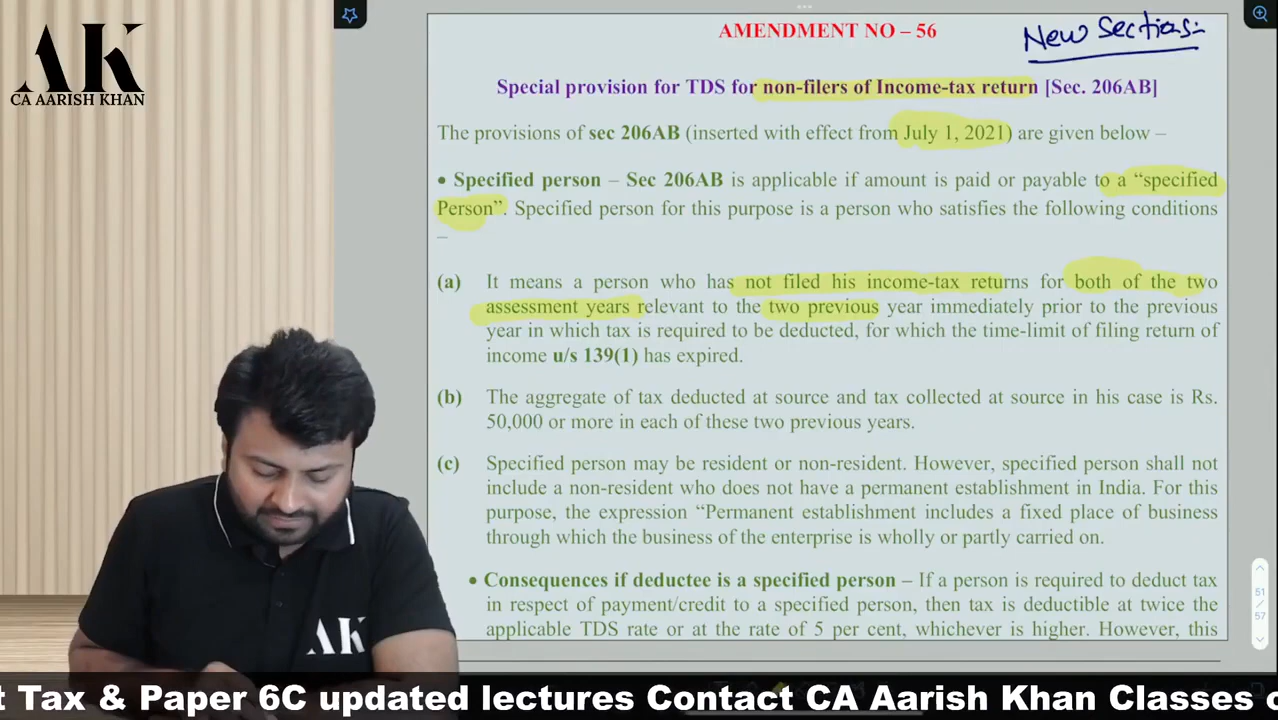 AK
CA AARISH KHAN
AMENDMENT NO – 56
New Sections:-
Special provision for TDS for non-filers of Income-tax return [Sec. 206AB]
The provisions of sec 206AB (inserted with effect from July 1, 2021) are given below –
• Specified person – Sec 206AB is applicable if amount is paid or payable to a “specified
Person”. Specified person for this purpose is a person who satisfies the following conditions
–
(a) It means a person who has not filed his income-tax returns for both of the two
assessment years relevant to the two previous year immediately prior to the previous
year in which tax is required to be deducted, for which the time-limit of filing return of
income u/s 139(1) has expired.
(b) The aggregate of tax deducted at source and tax collected at source in his case is Rs.
50,000 or more in each of these two previous years.
(c) Specified person may be resident or non-resident. However, specified person shall not
include a non-resident who does not have a permanent establishment in India. For this
purpose, the expression “Permanent establishment includes a fixed place of business
through which the business of the enterprise is wholly or partly carried on.
• Consequences if deductee is a specified person – If a person is required to deduct tax
in respect of payment/credit to a specified person, then tax is deductible at twice the
applicable TDS rate or at the rate of 5 per cent, whichever is higher. However, this
51
/
57
AK
t Tax & Paper 6C updated lectures Contact CA Aarish Khan Classes